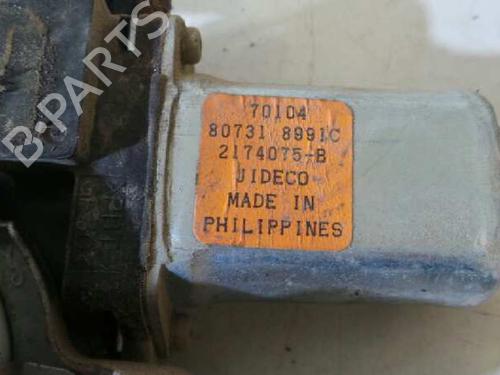 B-PARTS
70104
80731 8991C
2174075-B
JIDECO
MADE IN
PHILIPPINES